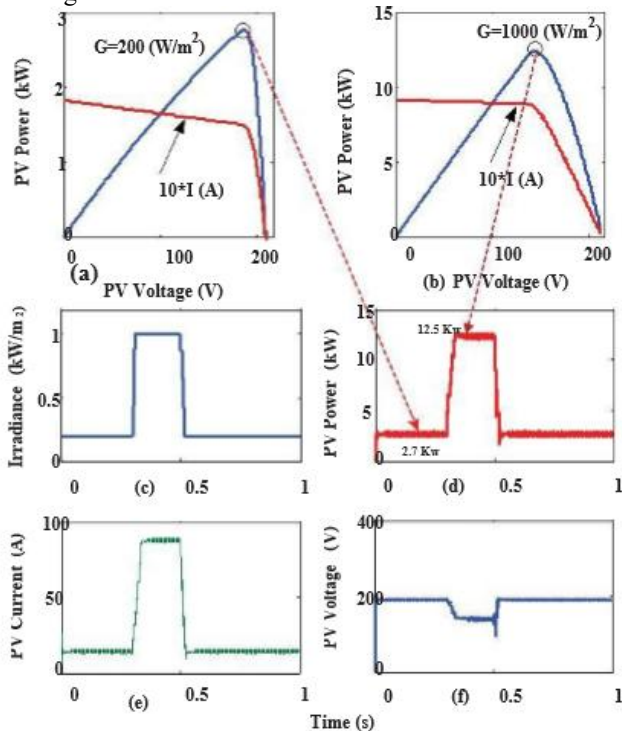 3
15
G=200 (W/m²)
G=1000 (W/m²)
2
10
PV Power (kW)
PV Power (kW)
1
5
10*I (A)
10*I (A)
0
0
(a)
0 100 200
0 100 200
PV Voltage (V)
(b) PV Voltage (V)
Irradiance (kW/m 2)
1
0.5
0
0 0.5 1
(c)
PV Power (kW)
15
10
5
0
12.5 Kw
2.7 Kw
0 0.5 1
(d)
PV Current (A)
100
50
0
0 0.5 1
(e)
PV Voltage (V)
400
200
0
0 0.5 1
(f)
Time (s)